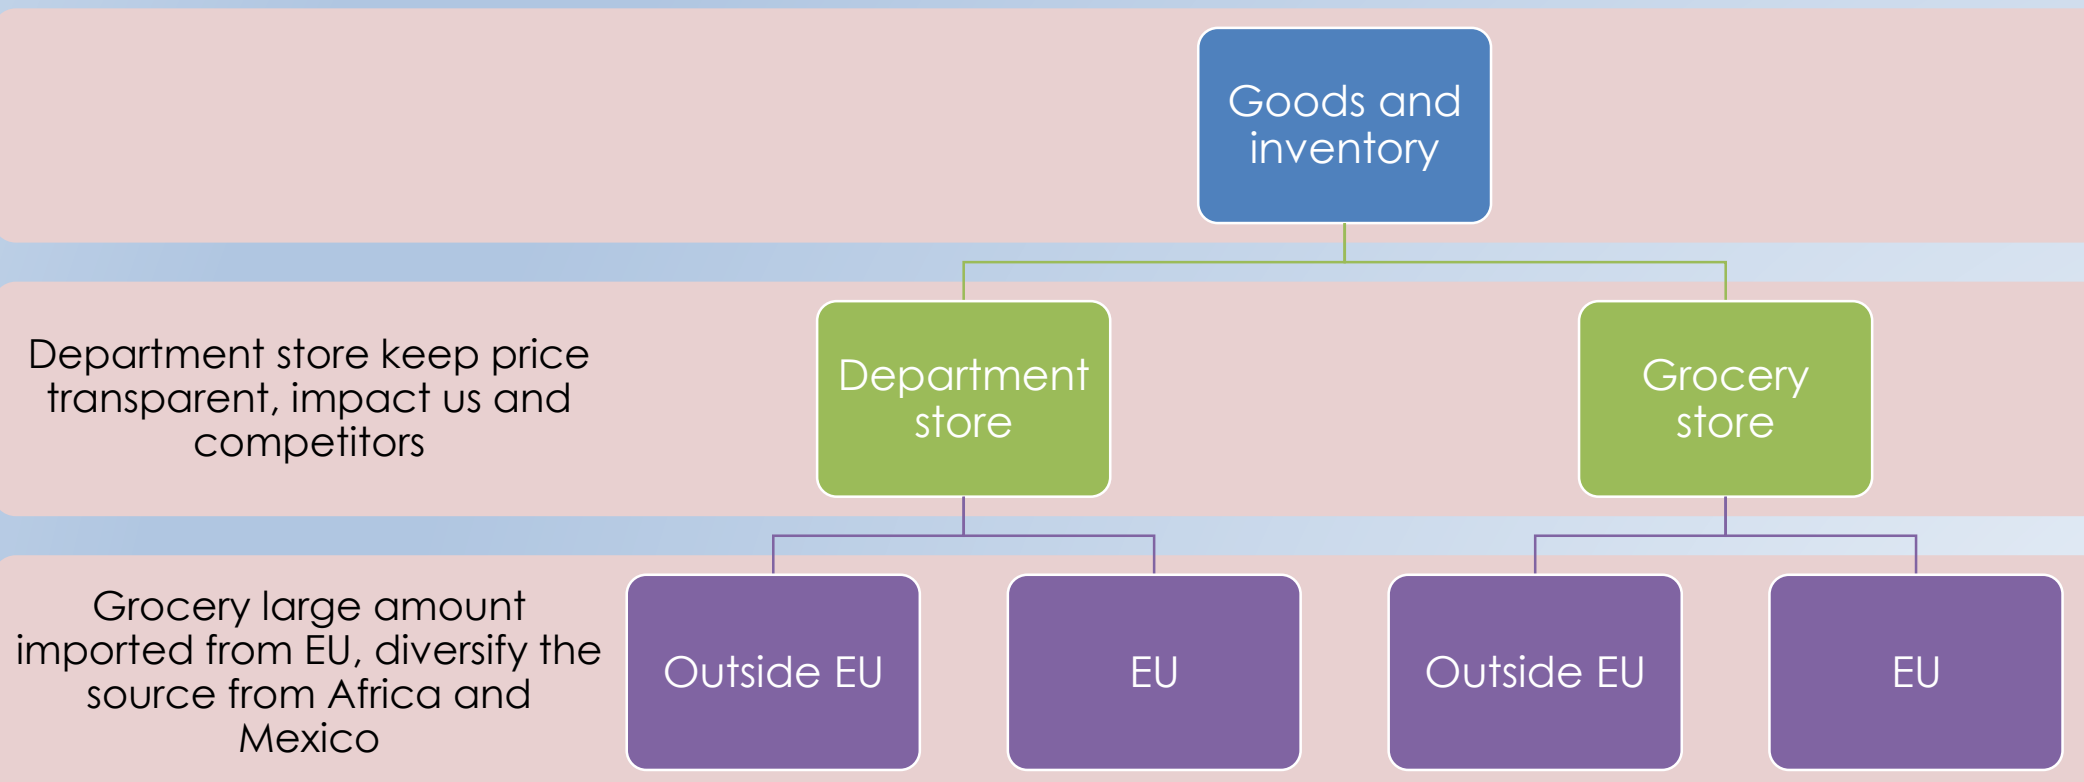 Goods and
inventory
Department store keep price
transparent, impact us and
competitors
Department
store
Grocery
store
Grocery large amount
imported from EU, diversify the
source from Africa and
Mexico
Outside EU
EU
Outside EU
EU